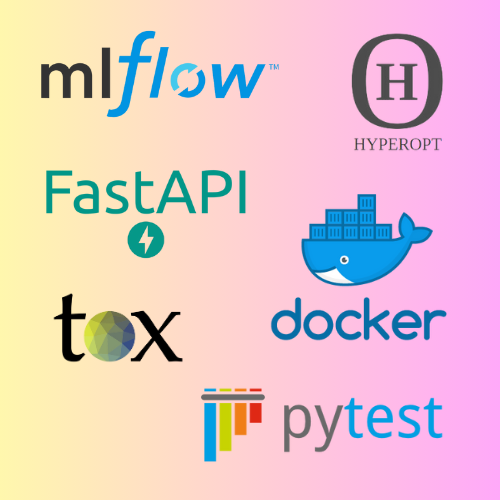 mlflow™
H
HYPEROPT
FastAPI
docker
tox
pytest